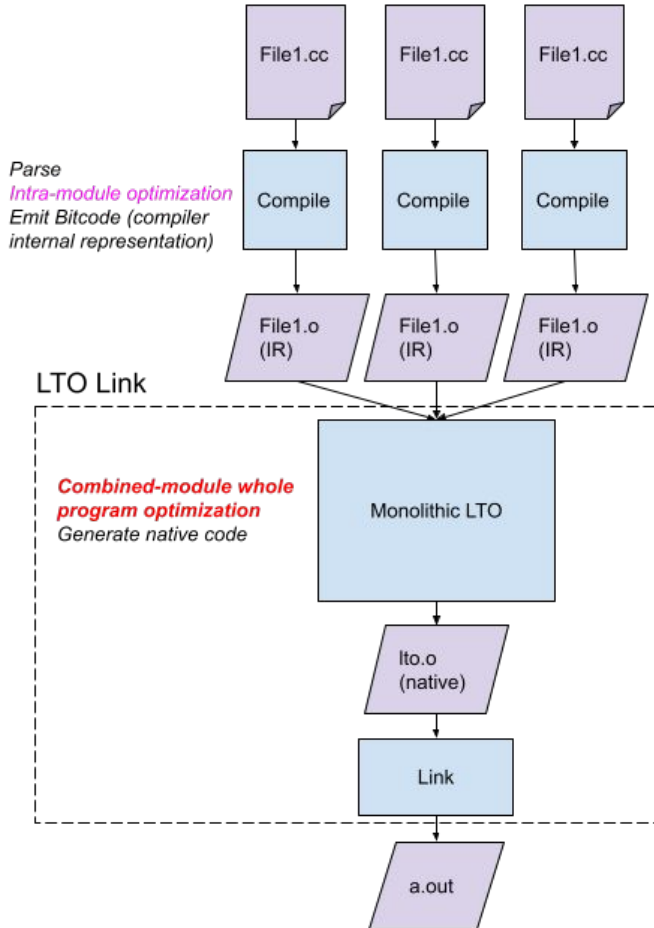 File1.cc
File1.cc
File1.cc
Parse
Intra-module optimization
Emit Bitcode (compiler
internal representation)
Compile
Compile
Compile
File1.o
(IR)
File1.o
(IR)
File1.o
(IR)
LTO Link
Combined-module whole
program optimization
Generate native code
Monolithic LTO
lto.o
(native)
Link
a.out